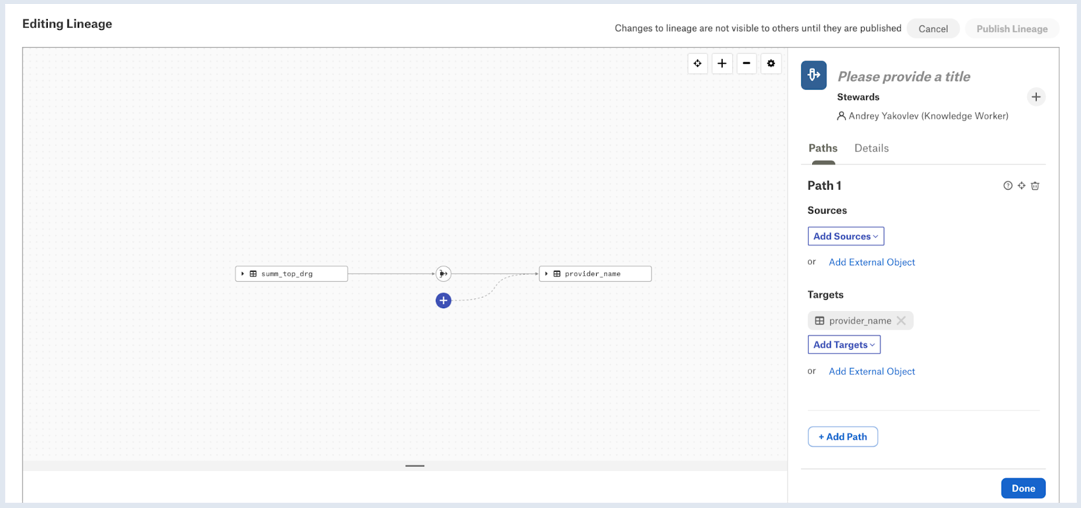 Editing Lineage
Changes to lineage are not visible to others until they are published
Cancel
Publish Lineage
summ_top_drg
provider_name
Please provide a title
Stewards
Andrey Yakovlev (Knowledge Worker)
Paths
Details
Path 1
Sources
Add Sources
or Add External Object
Targets
provider_name
Add Targets
or Add External Object
+ Add Path
Done